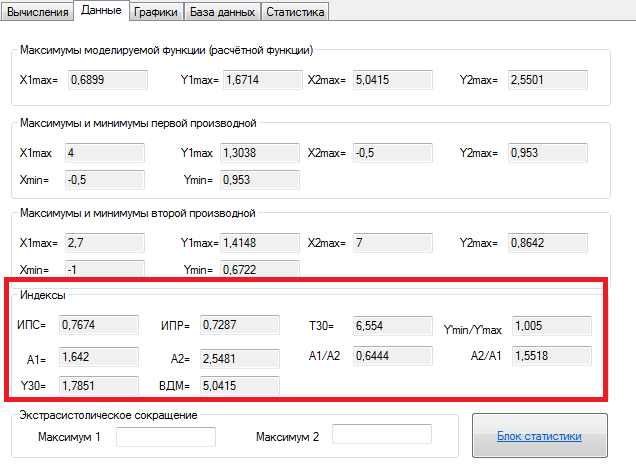 Вычисления Данные Графики База данных Статистика
Максимумы моделируемой функции (расчётной функции)
X1max= 0,6899 Y1max= 1,6714 X2max= 5,0415 Y2max= 2,5501
Максимумы и минимумы первой производной
X1max 4 Y1max 1,3038 X2max= -0,5 Y2max= 0,953
Xmin= -0,5 Ymin= 0,953
Максимумы и минимумы второй производной
X1max= 2,7 Y1max= 1,4148 X2max= 7 Y2max= 0,8642
Xmin= -1 Ymin= 0,6722
Индексы
ИПС= 0,7674 ИПР= 0,7287 T30= 6,554 Y'min/Y'max 1,005
A1= 1,642 A2= 2,5481 A1/A2 0,6444 A2/A1 1,5518
Y30= 1,7851 ВДМ= 5,0415
Экстрасистолическое сокращение
Максимум 1 Максимум 2
Блок статистики